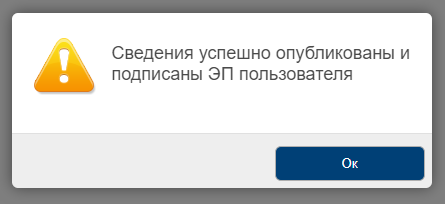 Сведения успешно опубликованы и
подписаны ЭП пользователя
Ок